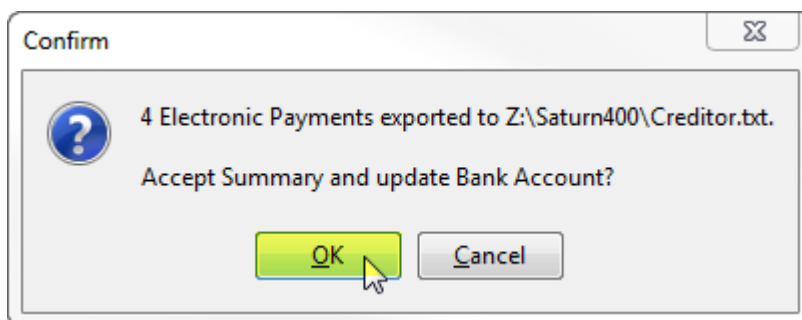 Confirm
4 Electronic Payments exported to Z:\Saturn400\Creditor.txt.
Accept Summary and update Bank Account?
OK Cancel